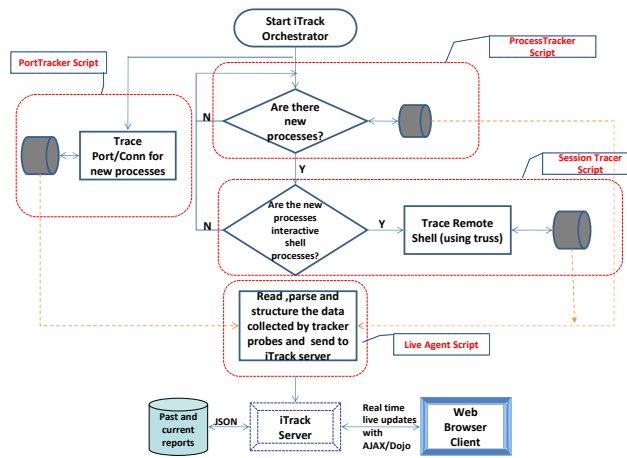 Start iTrack
Orchestrator
ProcessTracker
Script
PortTracker Script
Are there
new
processes?
N
Trace
Port/Conn for
new processes
Y
Session Tracer
Script
Are the new
processes
interactive
shell
processes?
N
Y
Trace Remote
Shell (using truss)
Read ,parse and
structure the data
collected by tracker
probes and send to
iTrack server
Live Agent Script
Past and
current
reports
JSON
iTrack
Server
Real time
live updates
with
AJAX/Dojo
Web
Browser
Client